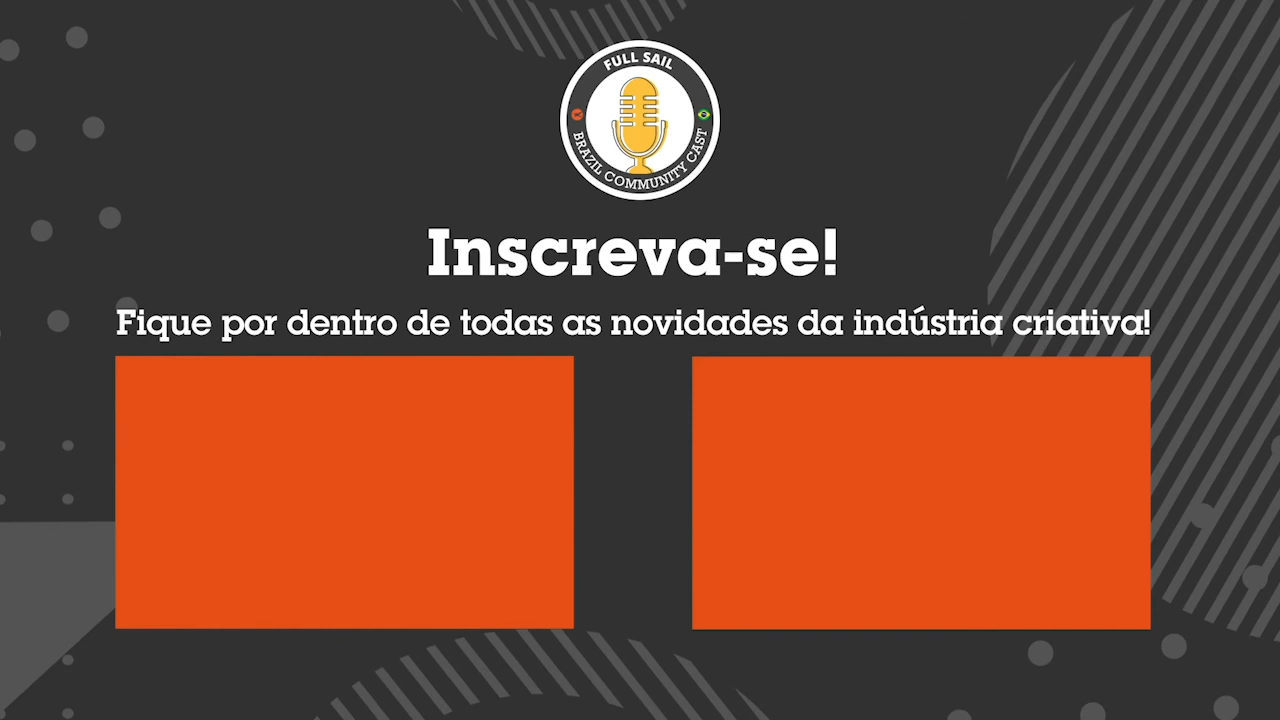 FULL SAIL
BRAZIL COMMUNITY CAST
Inscreva-se!
Fique por dentro de todas as novidades da indústria criativa!